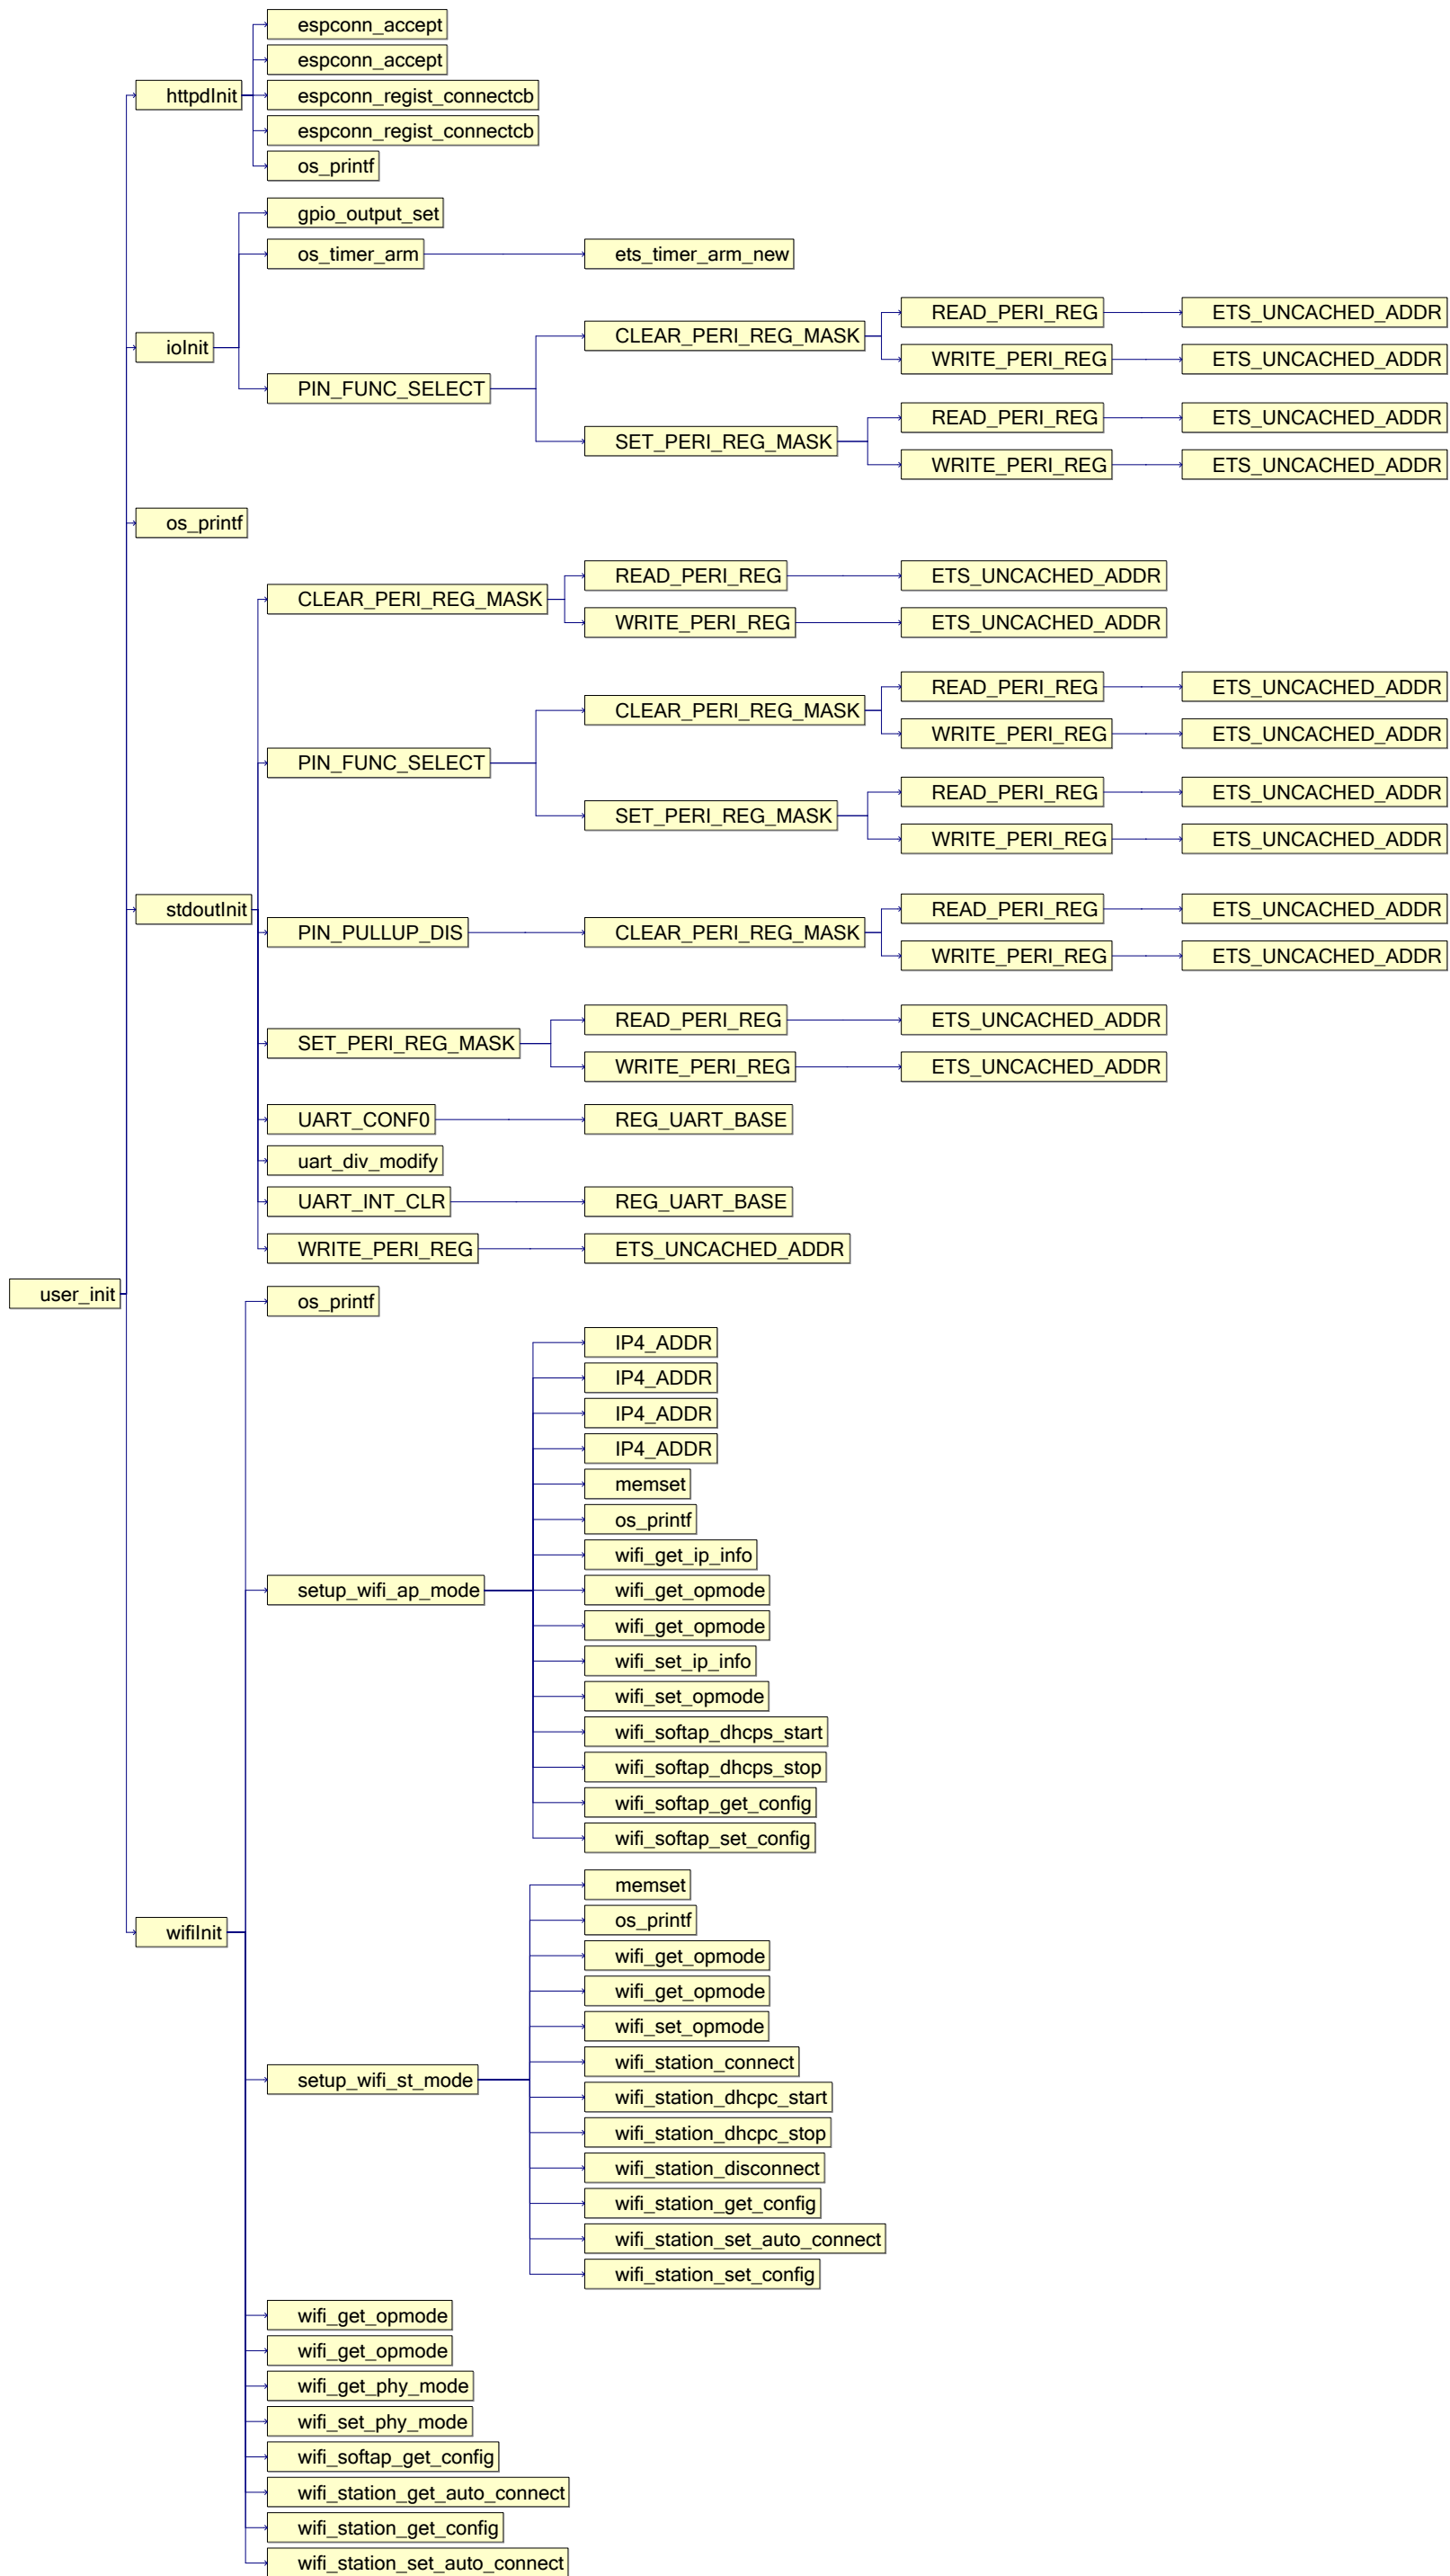 espconn_accept
espconn_accept
httpdInit
espconn_regist_connectcb
espconn_regist_connectcb
os_printf
gpio_output_set
os_timer_arm
ets_timer_arm_new
READ_PERI_REG
ETS_UNCACHED_ADDR
CLEAR_PERI_REG_MASK
ioInit
WRITE_PERI_REG
ETS_UNCACHED_ADDR
PIN_FUNC_SELECT
READ_PERI_REG
ETS_UNCACHED_ADDR
SET_PERI_REG_MASK
WRITE_PERI_REG
ETS_UNCACHED_ADDR
os_printf
READ_PERI_REG
ETS_UNCACHED_ADDR
CLEAR_PERI_REG_MASK
WRITE_PERI_REG
ETS_UNCACHED_ADDR
READ_PERI_REG
ETS_UNCACHED_ADDR
CLEAR_PERI_REG_MASK
WRITE_PERI_REG
ETS_UNCACHED_ADDR
PIN_FUNC_SELECT
READ_PERI_REG
ETS_UNCACHED_ADDR
SET_PERI_REG_MASK
WRITE_PERI_REG
ETS_UNCACHED_ADDR
stdoutInit
READ_PERI_REG
ETS_UNCACHED_ADDR
PIN_PULLUP_DIS
CLEAR_PERI_REG_MASK
WRITE_PERI_REG
ETS_UNCACHED_ADDR
READ_PERI_REG
ETS_UNCACHED_ADDR
SET_PERI_REG_MASK
WRITE_PERI_REG
ETS_UNCACHED_ADDR
UART_CONF0
REG_UART_BASE
uart_div_modify
UART_INT_CLR
REG_UART_BASE
WRITE_PERI_REG
ETS_UNCACHED_ADDR
user_init
os_printf
IP4_ADDR
IP4_ADDR
IP4_ADDR
IP4_ADDR
memset
os_printf
wifi_get_ip_info
setup_wifi_ap_mode
wifi_get_opmode
wifi_get_opmode
wifi_set_ip_info
wifi_set_opmode
wifi_softap_dhcps_start
wifi_softap_dhcps_stop
wifi_softap_get_config
wifi_softap_set_config
memset
os_printf
wifiInit
wifi_get_opmode
wifi_get_opmode
wifi_set_opmode
wifi_station_connect
setup_wifi_st_mode
wifi_station_dhcpc_start
wifi_station_dhcpc_stop
wifi_station_disconnect
wifi_station_get_config
wifi_station_set_auto_connect
wifi_station_set_config
wifi_get_opmode
wifi_get_opmode
wifi_get_phy_mode
wifi_set_phy_mode
wifi_softap_get_config
wifi_station_get_auto_connect
wifi_station_get_config
wifi_station_set_auto_connect